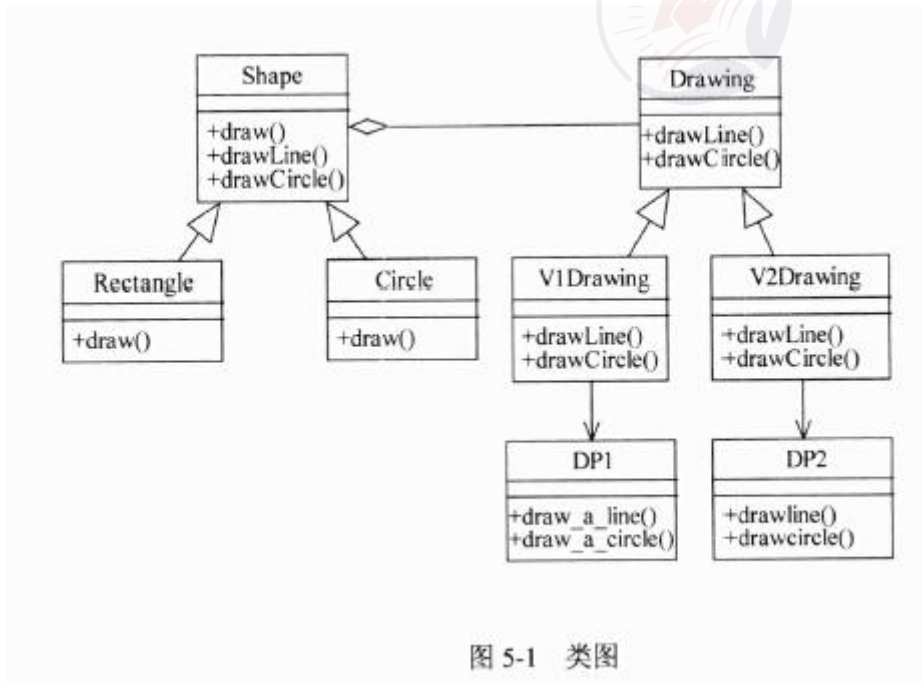 Shape
+draw()
+drawLine()
+drawCircle()
Drawing
+drawLine()
+drawCircle()
Rectangle
+draw()
Circle
+draw()
V1Drawing
+drawLine()
+drawCircle()
V2Drawing
+drawLine()
+drawCircle()
DP1
+draw_a_line()
+draw_a_circle()
DP2
+drawline()
+drawcircle()
图 5-1 类图